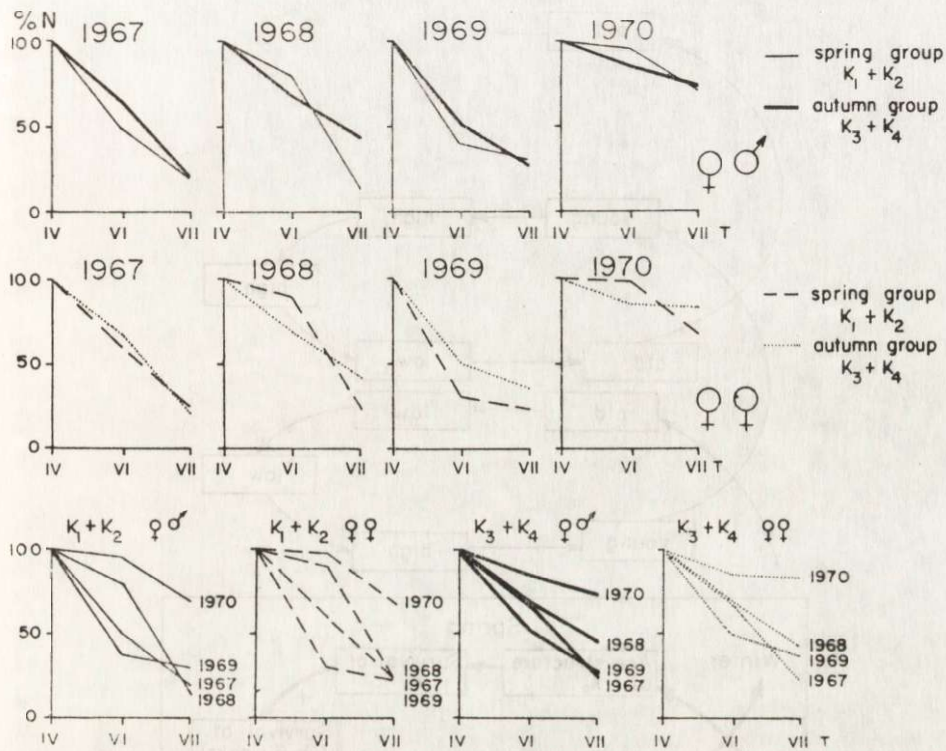 %N
1967 1968 1969 1970
100
50
0
IV VI VII IV VI VII IV VI VII IV VI VII T
spring group
K1 + K2
autumn group
K3 + K4
♀ ♂
1967 1968 1969 1970
100
50
0
IV VI VII IV VI VII IV VI VII IV VI VII T
spring group
K1 + K2
autumn group
K3 + K4
♀ ♀
K1 + K2 ♀ ♂ K1 + K2 ♀♀ K3 + K4 ♀ ♂ K3 + K4 ♀♀
100
50
0
1970
1969
1967
1968
1970
1968
1967
1969
1970
1968
1969
1967
1970
1968
1969
1967
IV VI VII IV VI VII IV VI VII IV VI VII T